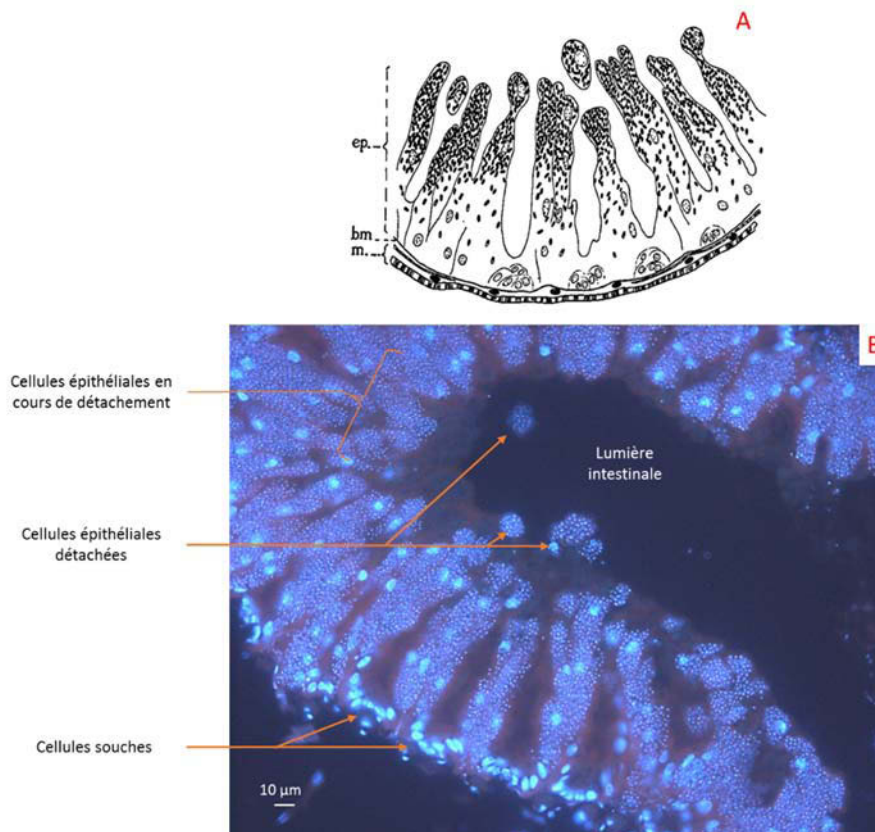 A
ep.
bm
m.
B
Cellules épithéliales en
cours de détachement
Lumière
intestinale
Cellules épithéliales
détachées
Cellules souches
10 µm